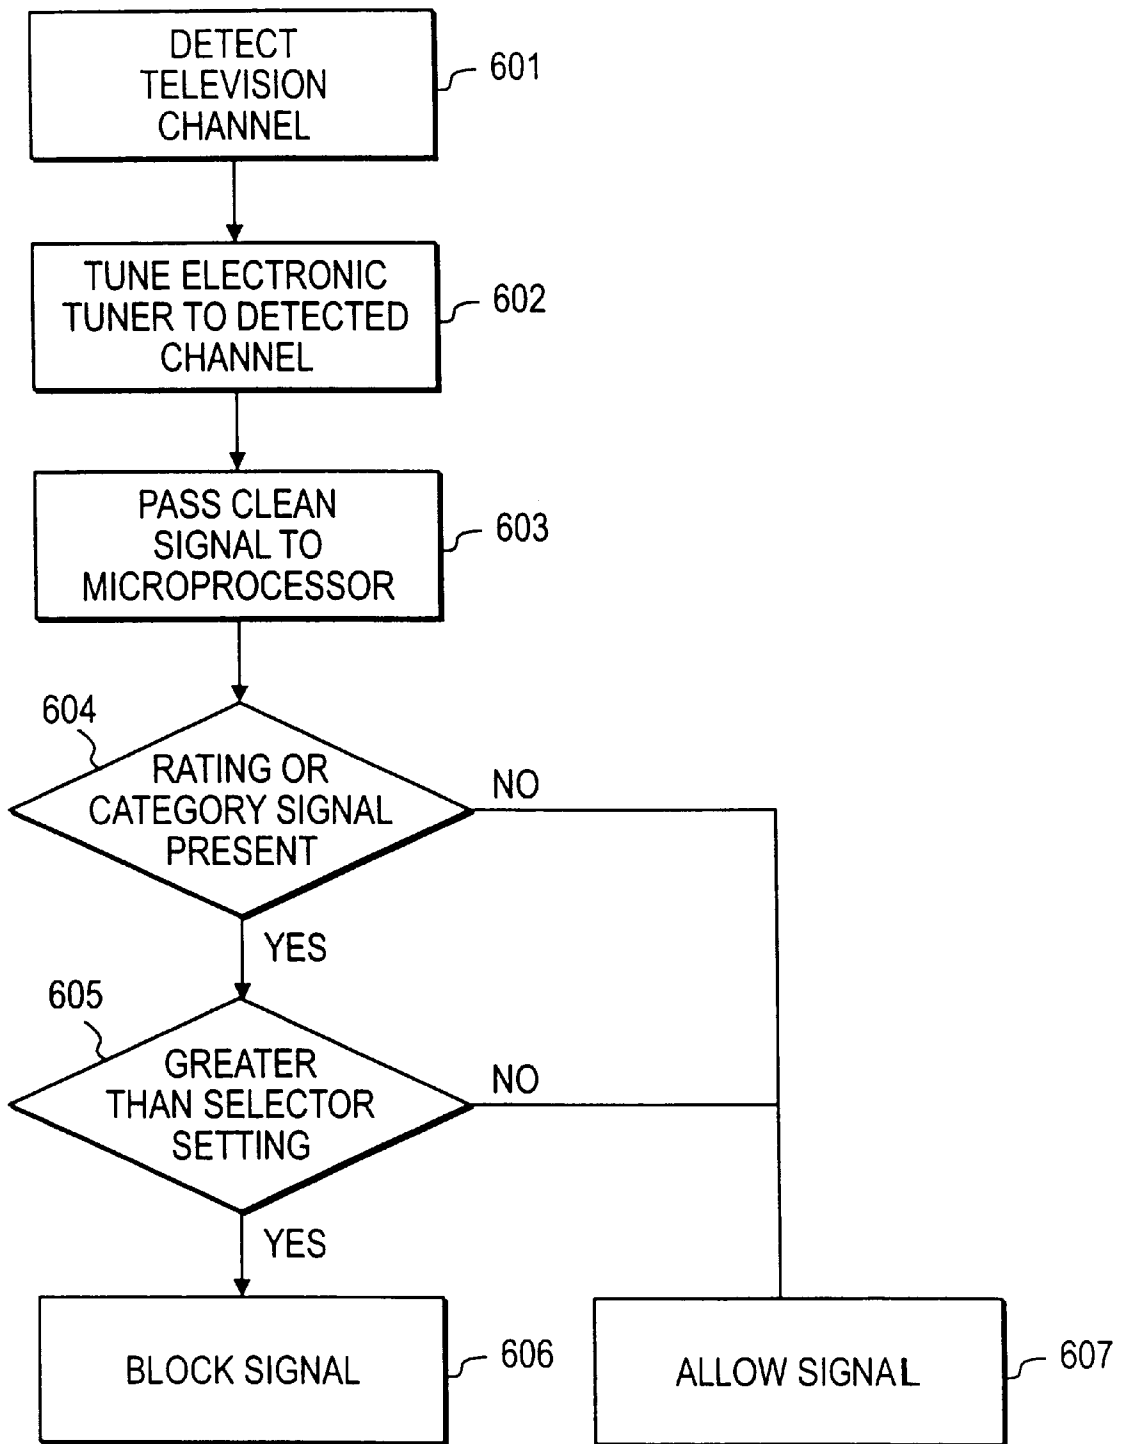 DETECT
TELEVISION
CHANNEL
601
TUNE ELECTRONIC
TUNER TO DETECTED
CHANNEL
602
PASS CLEAN
SIGNAL TO
MICROPROCESSOR
603
604
RATING OR
CATEGORY SIGNAL
PRESENT
NO
YES
605
GREATER
THAN SELECTOR
SETTING
NO
YES
BLOCK SIGNAL
606
ALLOW SIGNAL
607